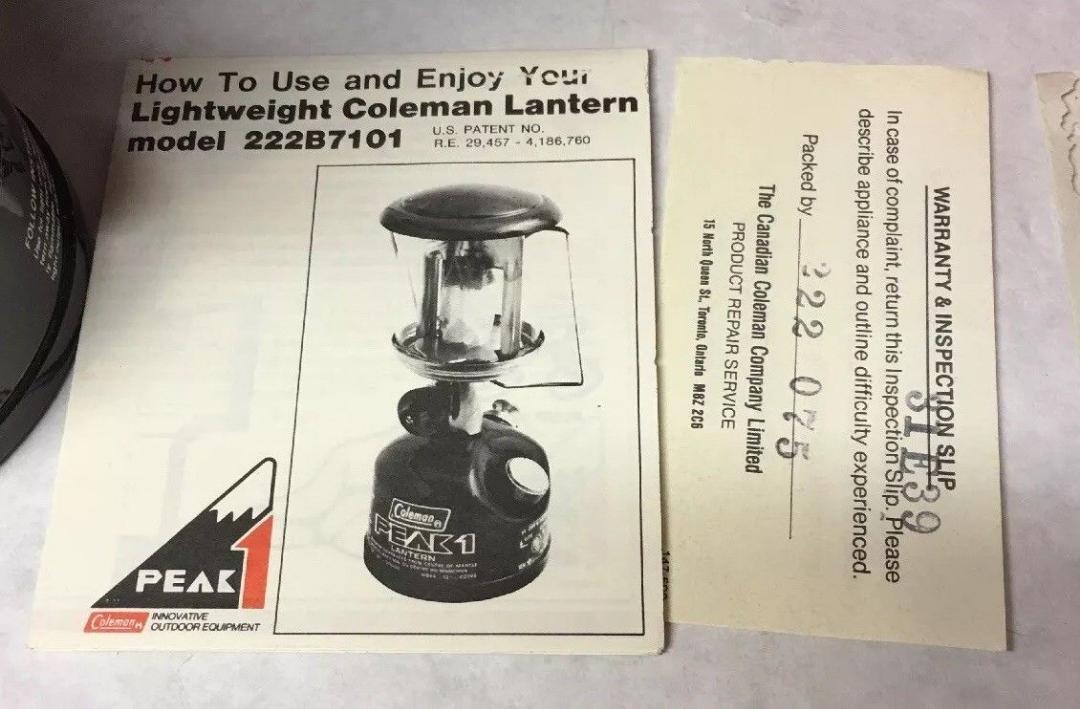 How To Use and Enjoy Your
Lightweight Coleman Lantern
model 222B7101
U.S. PATENT NO.
R.E. 29,457 - 4,186,760
Coleman
PEAK 1
LANTERN
PEAK 1
Coleman
INNOVATIVE
OUTDOOR EQUIPMENT
WARRANTY & INSPECTION SLIP
In case of complaint, return this Inspection Slip. Please
describe appliance and outline difficulty experienced.
Packed by 222 075
The Canadian Coleman Company Limited
PRODUCT REPAIR SERVICE
15 North Queen St., Toronto, Ontario M8Z 2C6
FOLLOW